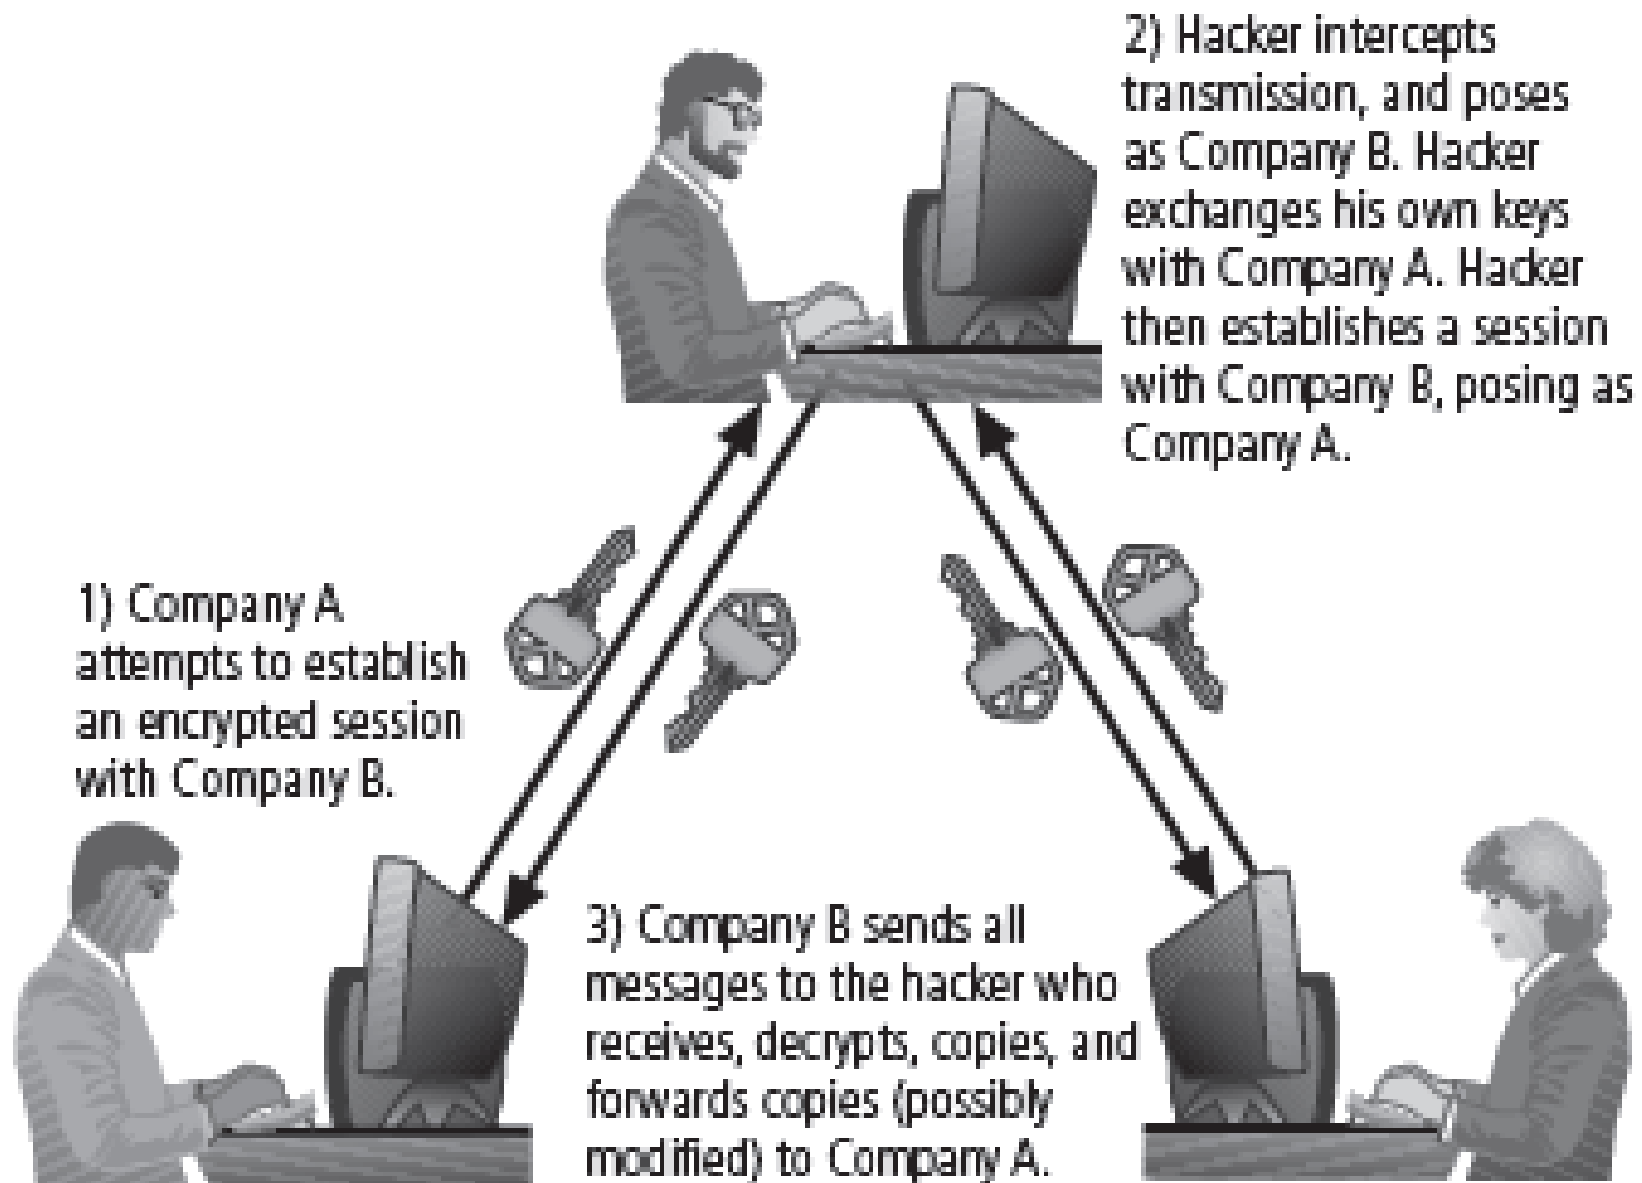 2) Hacker intercepts
transmission, and poses
as Company B. Hacker
exchanges his own keys
with Company A. Hacker
then establishes a session
with Company B, posing as
Company A.
1) Company A
attempts to establish
an encrypted session
with Company B.
3) Company B sends all
messages to the hacker who
receives, decrypts, copies, and
forwards copies (possibly
modified) to Company A.